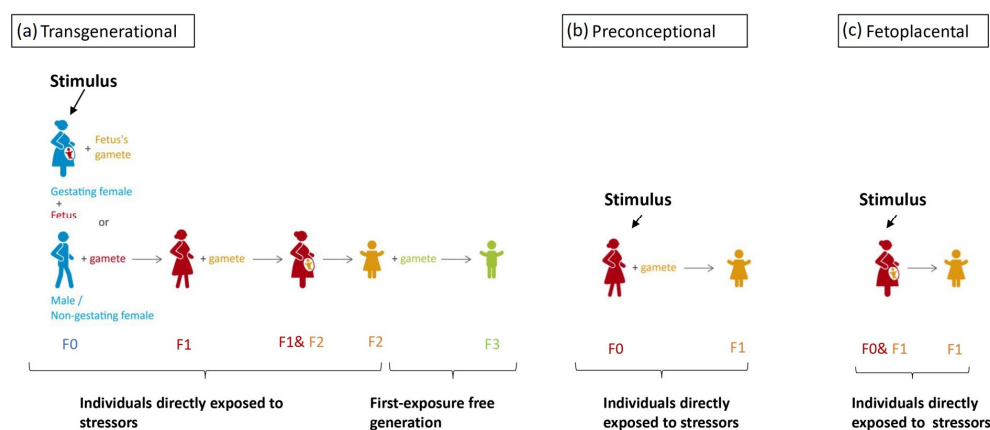 (a) Transgenerational
Stimulus
+ Fetus's
gamete
Gestating female
+
Fetus
or
+ gamete
+ gamete
+ gamete
Male /
Non-gestating female
F0
F1
F1& F2
F2
F3
Individuals directly exposed to
stressors
First-exposure free
generation
(b) Preconceptional
Stimulus
+ gamete
F0
F1
Individuals directly
exposed to stressors
(c) Fetoplacental
Stimulus
F0& F1
F1
Individuals directly
exposed to stressors